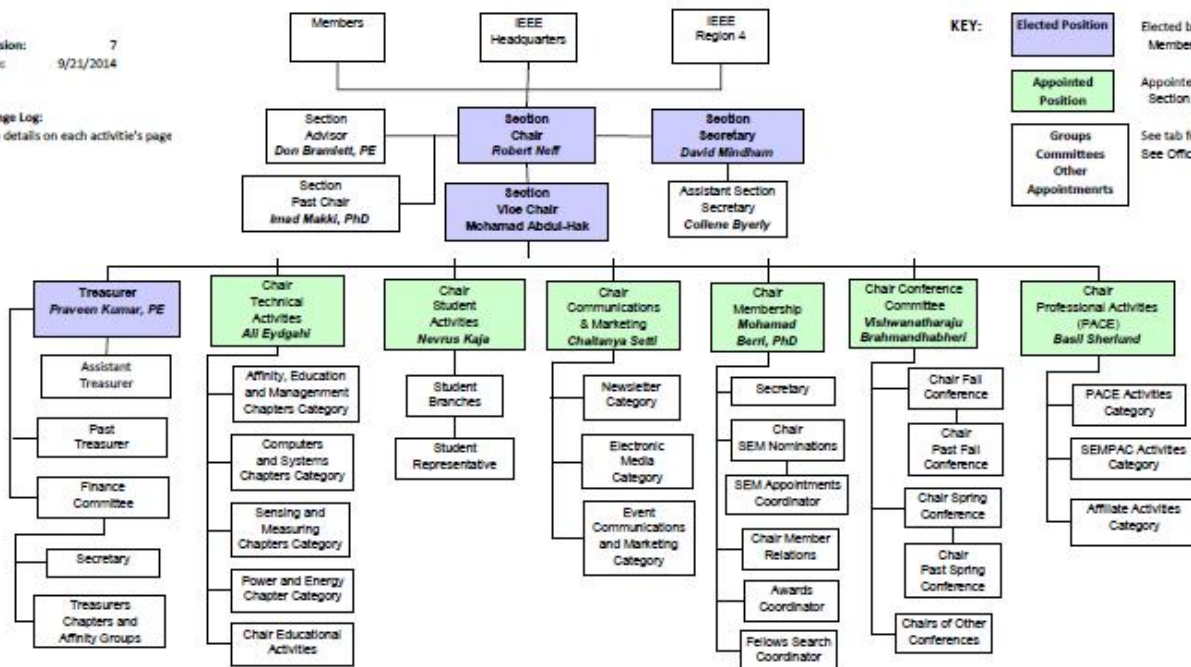 Members
IEEE
Headquarters
IEEE
Region 4
KEY:
Elected Position
Elected b
Member
sion: 7
9/21/2014
Appointed
Position
Appointe
Section
nge Log:
details on each activitie's page
Groups
Committees
Other
Appointmenrts
See tab f
See Offic
Section
Advisor
Don Bramlett, PE
Section
Chair
Robert Neff
Section
Secretary
David Mindham
Section
Past Chair
Imad Makki, PhD
Section
Vice Chair
Mohamad Abdul-Hak
Assistant Section
Secretary
Collene Byerly
Treasurer
Praveen Kumar, PE
Chair
Technical
Activities
Ali Eydgahi
Chair
Student
Activities
Nevrus Kaja
Chair
Communications
& Marketing
Chaitanya Setti
Chair
Membership
Mohamad
Berri, PhD
Chair Conference
Committee
Vishwanatharaju
Brahmandhabheri
Chair
Professional Activities
(PACE)
Basil Sherlund
Assistant
Treasurer
Past
Treasurer
Finance
Committee
Secretary
Treasurers
Chapters and
Affinity Groups
Affinity, Education
and Managenment
Chapters Category
Computers
and Systems
Chapters Category
Sensing and
Measuring
Chapters Category
Power and Energy
Chapter Category
Chair Educational
Activities
Student
Branches
Student
Representative
Newsletter
Category
Electronic
Media
Category
Event
Communications
and Marketing
Category
Secretary
Chair
SEM Nominations
SEM Appointments
Coordinator
Chair Member
Relations
Awards
Coordinator
Fellows Search
Coordinator
Chair Fall
Conference
Chair
Past Fall
Conference
Chair Spring
Conference
Chair
Past Spring
Conference
Chairs of Other
Conferences
PACE Activities
Category
SEMPAC Activities
Category
Affiliate Activities
Category